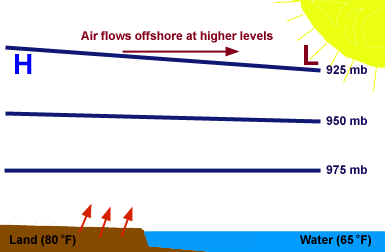 Air flows offshore at higher levels
H
L
925 mb
950 mb
975 mb
Land (80 °F)
Water (65 °F)